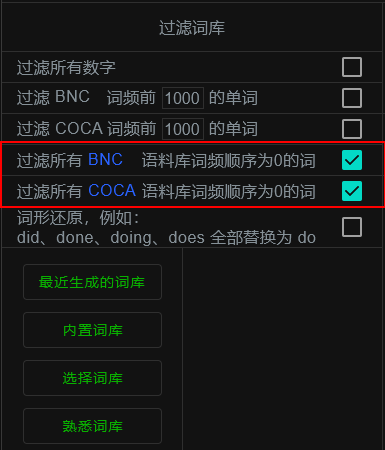 过滤词库
过滤所有数字
过滤 BNC 词频前 1000 的单词
过滤 COCA 词频前 1000 的单词
过滤所有 BNC 语料库词频顺序为0的词
过滤所有 COCA 语料库词频顺序为0的词
词形还原，例如：
did、done、doing、does 全部替换为 do
最近生成的词库
内置词库
选择词库
熟悉词库